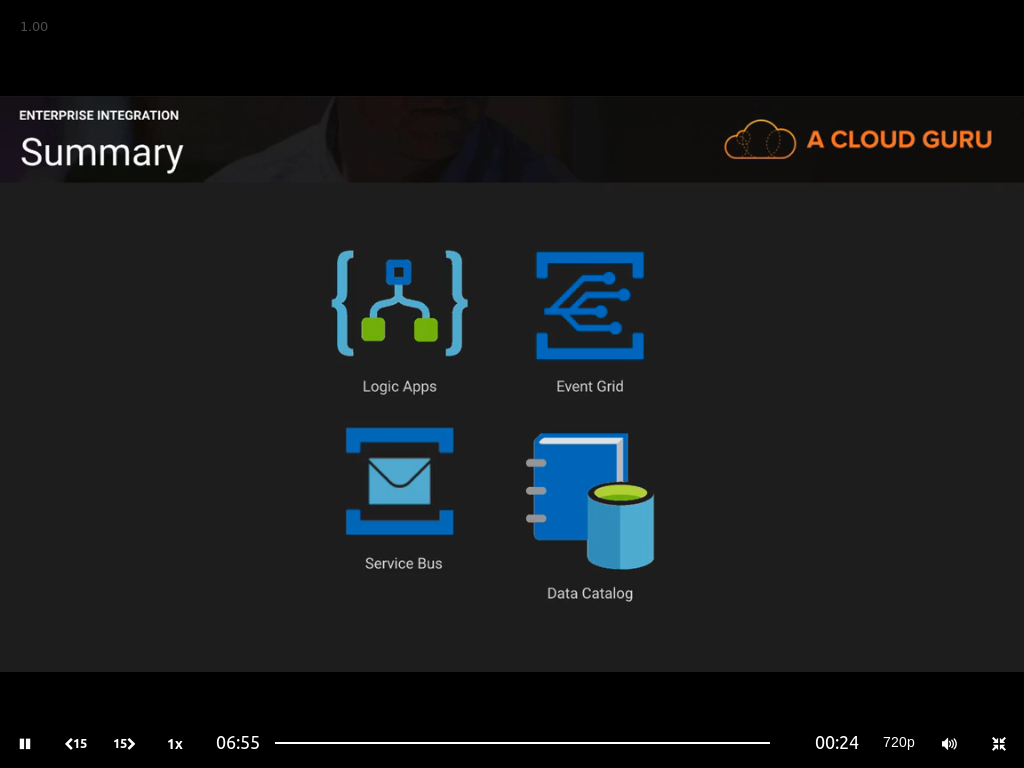 1.00
ENTERPRISE INTEGRATION
Summary
A CLOUD GURU
Logic Apps
Event Grid
Service Bus
Data Catalog
15
15
1x
06:55
00:24
720p